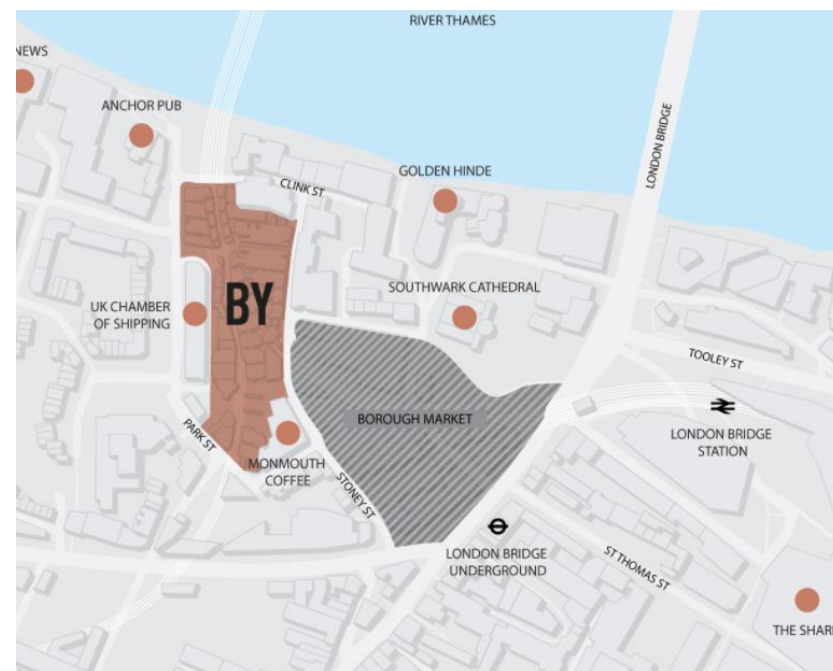 RIVER THAMES
NEWS
ANCHOR PUB
LONDON BRIDGE
CLINK ST
GOLDEN HINDE
BY
SOUTHWARK CATHEDRAL
UK CHAMBER
OF SHIPPING
TOOLEY ST
BOROUGH MARKET
PARK ST
LONDON BRIDGE
STATION
MONMOUTH
COFFEE
STONEY ST
LONDON BRIDGE
UNDERGROUND
ST THOMAS ST
THE SHAR